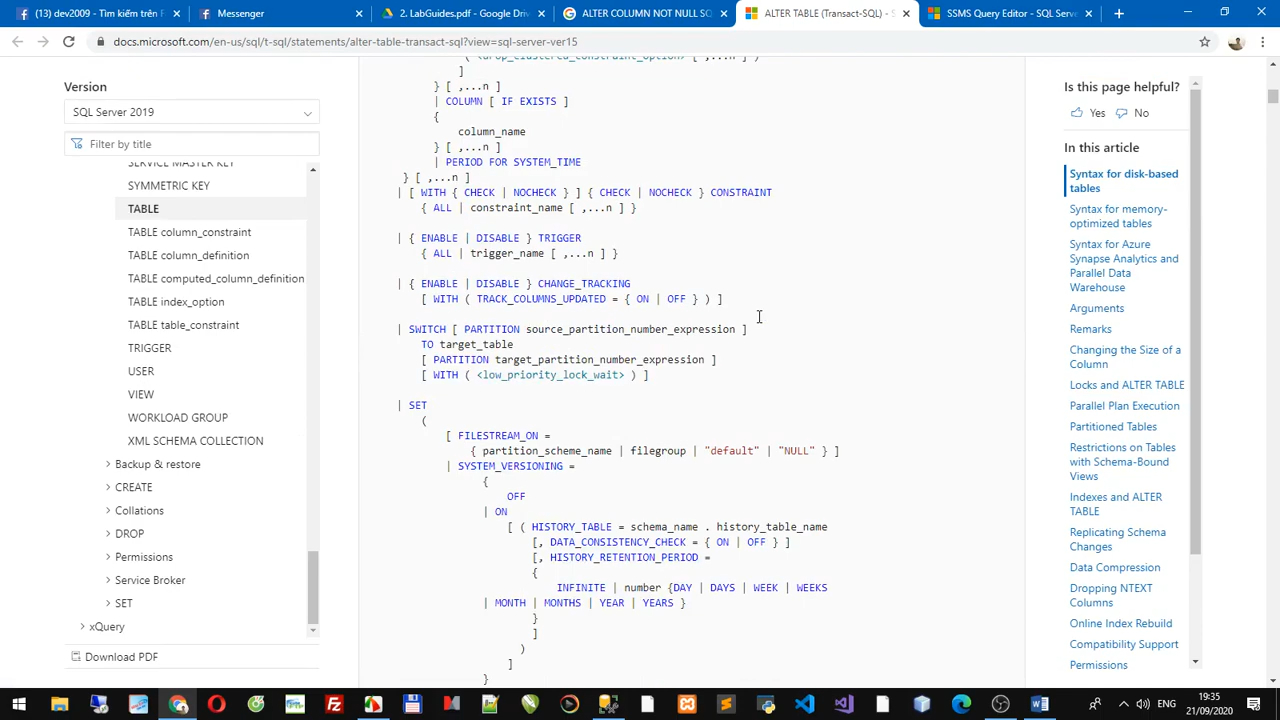 (1) dev2009 - Tìm kiếm trên F
Messenger
2. LabGuides.pdf - Google Driv
ALTER COLUMN NOT NULL SQ
ALTER TABLE (Transact-SQL) - S
SSMS Query Editor - SQL Server
docs.microsoft.com/en-us/sql/t-sql/statements/alter-table-transact-sql?view=sql-server-ver15
Version
SQL Server 2019
Filter by title
SERVICE MASTER KEY
SYMMETRIC KEY
TABLE
TABLE column_constraint
TABLE column_definition
TABLE computed_column_definition
TABLE index_option
TABLE table_constraint
TRIGGER
USER
VIEW
WORKLOAD GROUP
XML SCHEMA COLLECTION
Backup & restore
CREATE
Collations
DROP
Permissions
Service Broker
SET
xQuery
Download PDF
( <drop_clustered_constraint_option> [ ,...n ] )
]
} [ ,...n ]
| COLUMN [ IF EXISTS ]
{
column_name
} [ ,...n ]
| PERIOD FOR SYSTEM_TIME
} [ ,...n ]
| [ WITH { CHECK | NOCHECK } ] { CHECK | NOCHECK } CONSTRAINT
{ ALL | constraint_name [ ,...n ] }
| { ENABLE | DISABLE } TRIGGER
{ ALL | trigger_name [ ,...n ] }
| { ENABLE | DISABLE } CHANGE_TRACKING
[ WITH ( TRACK_COLUMNS_UPDATED = { ON | OFF } ) ]
| SWITCH [ PARTITION source_partition_number_expression ]
TO target_table
[ PARTITION target_partition_number_expression ]
[ WITH ( <low_priority_lock_wait> ) ]
| SET
(
[ FILESTREAM_ON =
{ partition_scheme_name | filegroup | "default" | "NULL" } ]
| SYSTEM_VERSIONING =
{
OFF
| ON
[ ( HISTORY_TABLE = schema_name . history_table_name
[, DATA_CONSISTENCY_CHECK = { ON | OFF } ]
[, HISTORY_RETENTION_PERIOD =
{
INFINITE | number {DAY | DAYS | WEEK | WEEKS
| MONTH | MONTHS | YEAR | YEARS }
}
]
)
]
}
Is this page helpful?
Yes
No
In this article
Syntax for disk-based
tables
Syntax for memory-
optimized tables
Syntax for Azure
Synapse Analytics and
Parallel Data
Warehouse
Arguments
Remarks
Changing the Size of a
Column
Locks and ALTER TABLE
Parallel Plan Execution
Partitioned Tables
Restrictions on Tables
with Schema-Bound
Views
Indexes and ALTER
TABLE
Replicating Schema
Changes
Data Compression
Dropping NTEXT
Columns
Online Index Rebuild
Compatibility Support
Permissions
ENG
19:35
21/09/2020